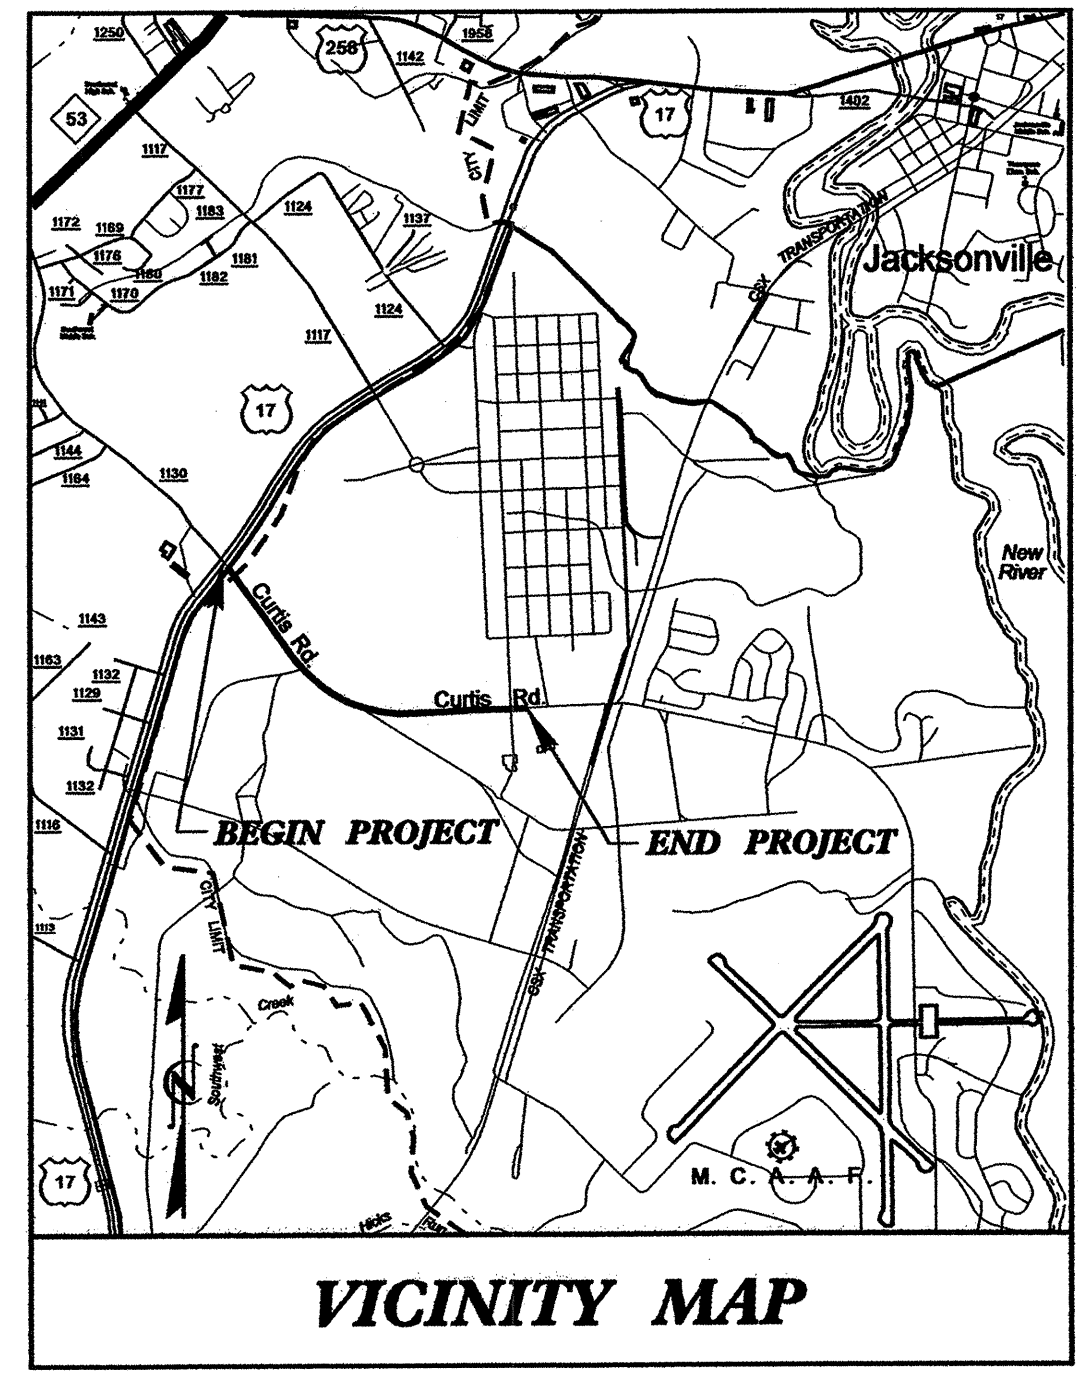 1250
258
1142
1958
17
1402
53
CITY LIMIT
1117
1177
1183
1124
1137
1172
1189
1176
1180
1181
1182
1171
1170
CSX TRANSPORTATION
Jacksonville
1124
1117
17
1144
1164
1130
New
River
Curtis Rd.
1143
1163
1132
1129
1131
1132
1116
Curtis Rd.
BEGIN PROJECT
END PROJECT
CITY LIMIT
1113
CSX TRANSPORTATION
Creek
Southwest
N
M. C. A. A. F.
17
Hicks
Run
VICINITY MAP